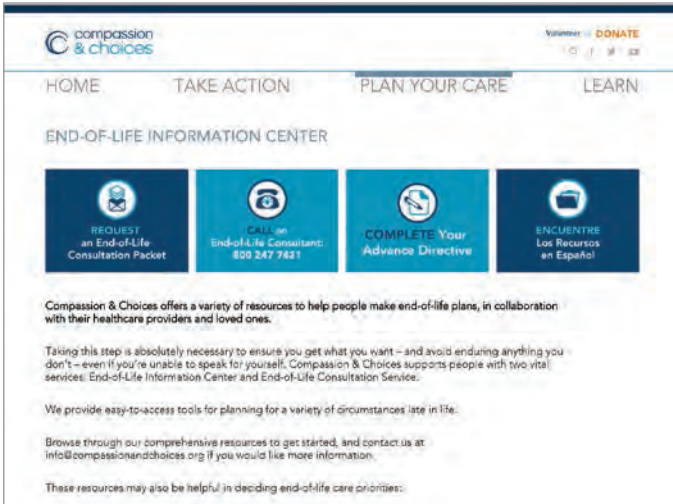 compassion
& choices
Volunteer
DONATE
HOME TAKE ACTION PLAN YOUR CARE LEARN
END-OF-LIFE INFORMATION CENTER
REQUEST
an End-of-Life
Consultation Packet
CALL an
End-of-Life Consultant:
800 247 7421
COMPLETE Your
Advance Directive
ENCUENTRE
Los Recursos
en Español
Compassion & Choices offers a variety of resources to help people make end-of-life plans, in collaboration
with their healthcare providers and loved ones.
Taking this step is absolutely necessary to ensure you get what you want – and avoid enduring anything you
don't – even if you're unable to speak for yourself. Compassion & Choices supports people with two vital
services: End-of-Life Information Center and End-of-Life Consultation Service.
We provide easy-to-access tools for planning for a variety of circumstances late in life.
Browse through our comprehensive resources to get started, and contact us at
info@compassionandchoices.org if you would like more information.
These resources may also be helpful in deciding end-of-life care priorities: